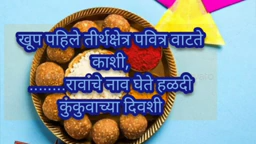 खूप पहिले तीर्थक्षेत्र पवित्र वाटते
काशी,
.......रावांचे नाव घेते हळदी
कुंकुवाच्या दिवशी